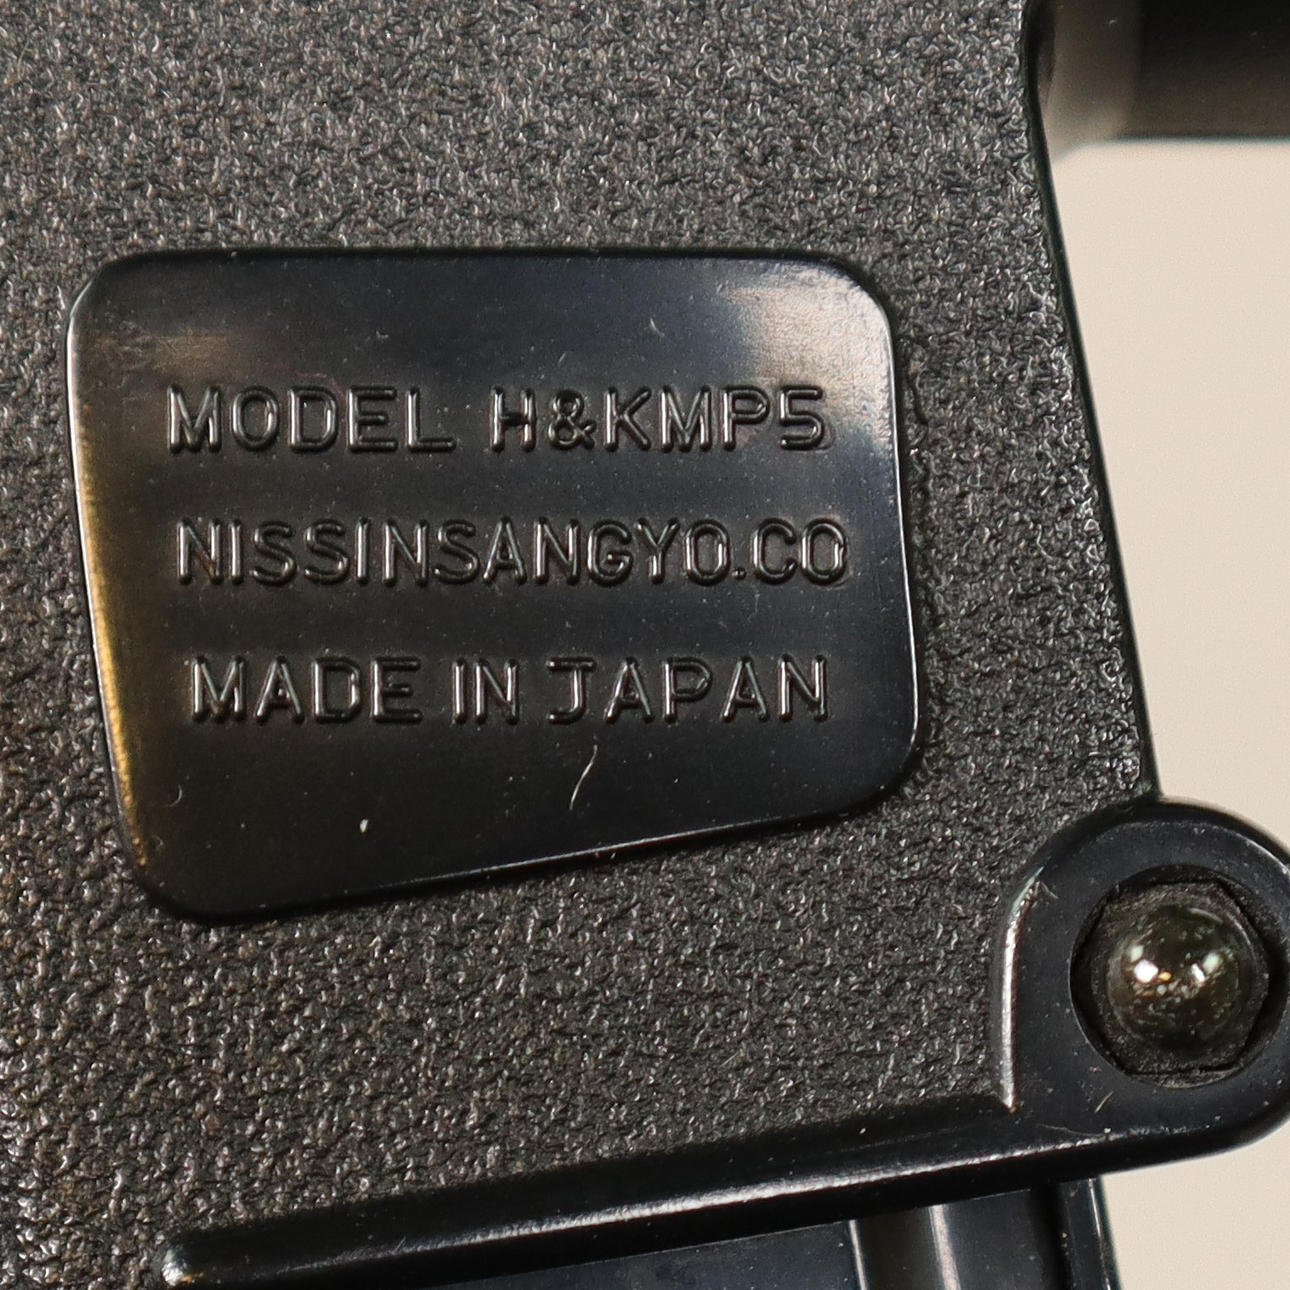 MODEL H&KMP5
NISSINSANGYO.CO
MADE IN JAPAN